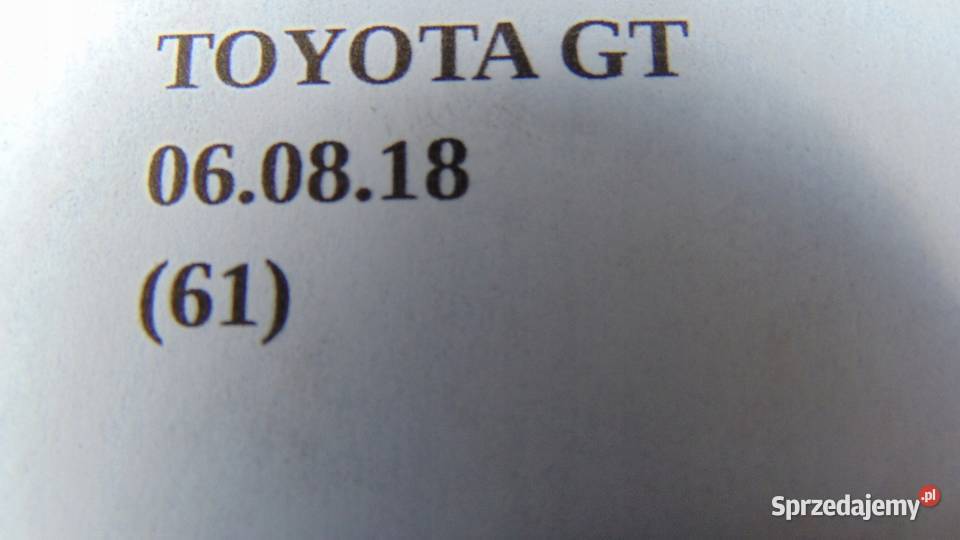 TOYOTA GT
06.08.18
(61)
Sprzedajemy.pl